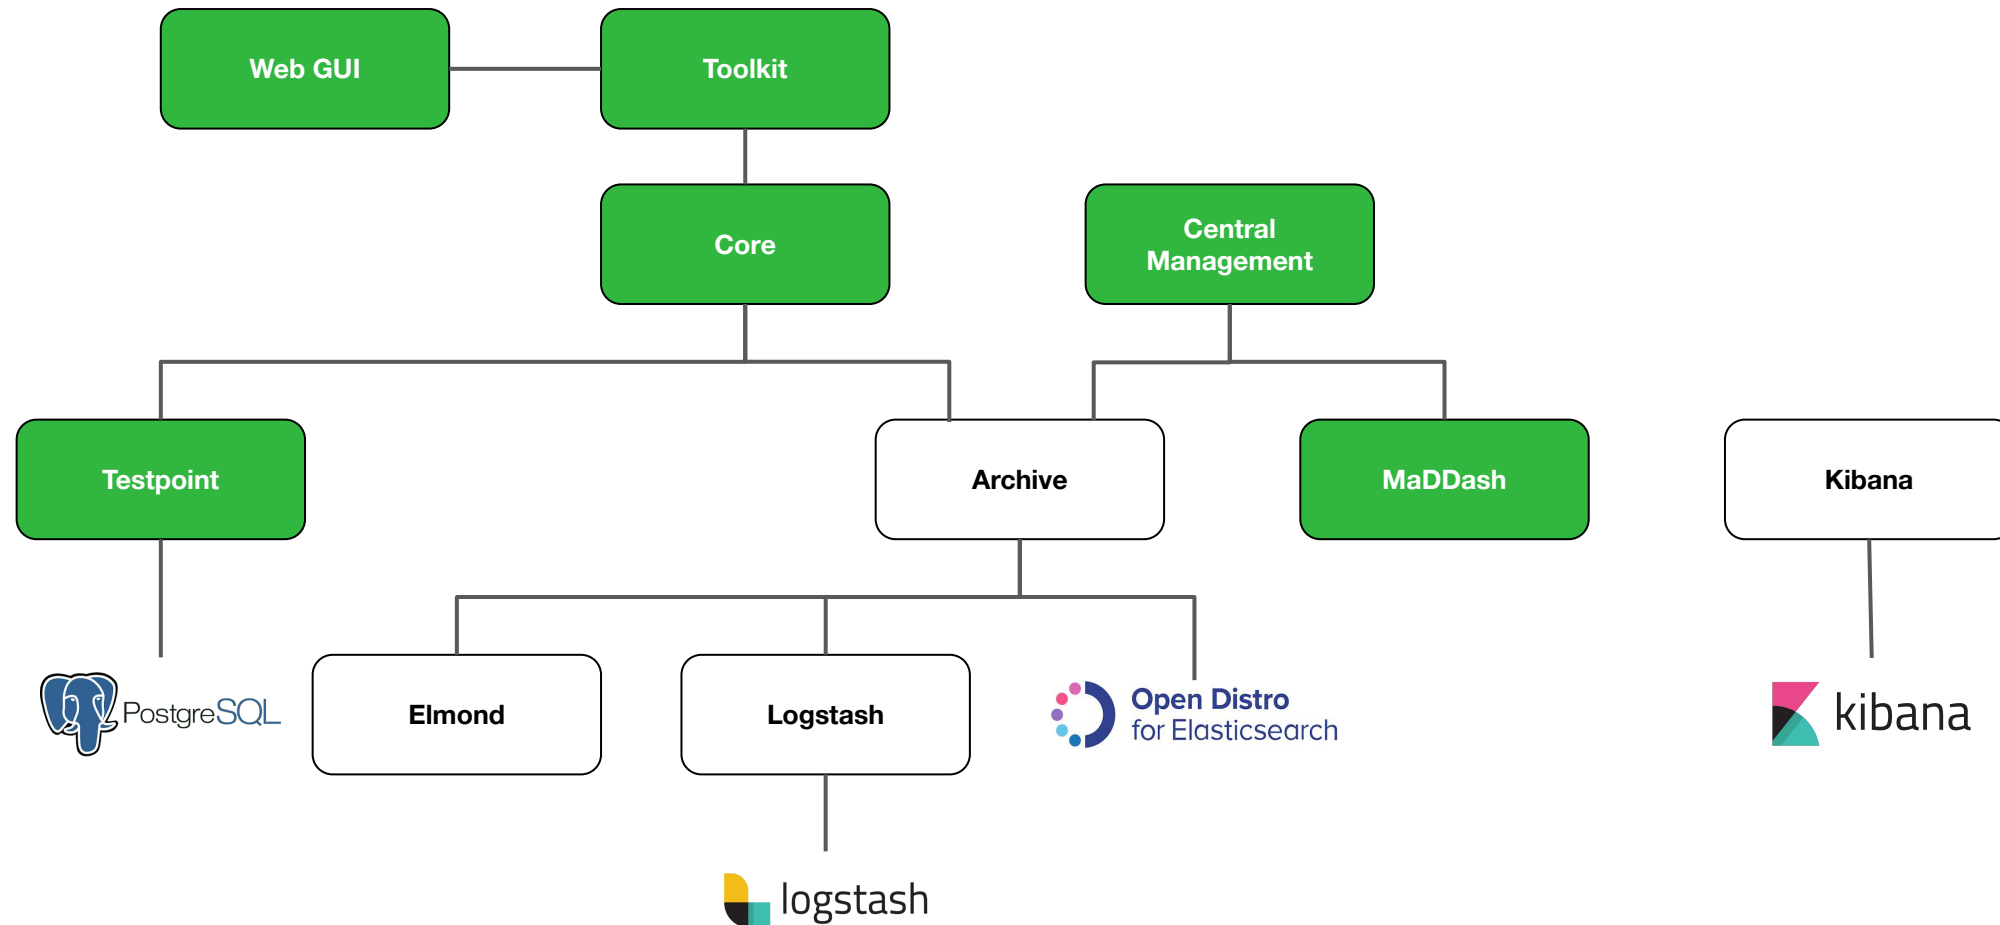 Web GUI
Toolkit
Core
Central
Management
Testpoint
Archive
MaDDash
Kibana
PostgreSQL
Elmond
Logstash
Open Distro
for Elasticsearch
kibana
logstash